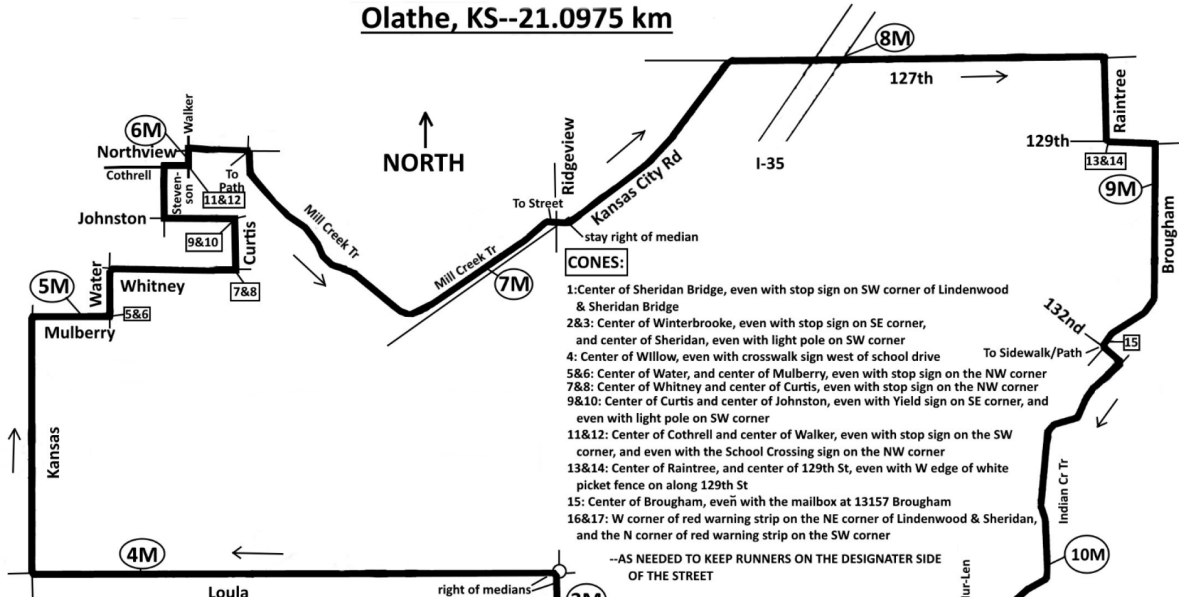 Olathe, KS--21.0975 km
8M
127th
Raintree
129th
13&14
9M
Brougham
I-35
NORTH
Ridgeview
Kansas City Rd
To Street
stay right of median
Walker
6M
Northview
Cothrell
Steven-
son
To
Path
11&12
Johnston
9&10
Curtis
Mill Creek Tr
Mill Creek Tr
7M
Water
5M
Whitney
7&8
5&6
Mulberry
132nd
15
To Sidewalk/Path
CONES:
1:Center of Sheridan Bridge, even with stop sign on SW corner of Lindenwood
& Sheridan Bridge
2&3: Center of Winterbrooke, even with stop sign on SE corner,
and center of Sheridan, even with light pole on SW corner
4: Center of WIllow, even with crosswalk sign west of school drive
5&6: Center of Water, and center of Mulberry, even with stop sign on the NW corner
7&8: Center of Whitney and center of Curtis, even with stop sign on the NW corner
9&10: Center of Curtis and center of Johnston, even with Yield sign on SE corner, and
even with light pole on SW corner
11&12: Center of Cothrell and center of Walker, even with stop sign on the SW
corner, and even with the School Crossing sign on the NW corner
13&14: Center of Raintree, and center of 129th St, even with W edge of white
picket fence on along 129th St
15: Center of Brougham, even with the mailbox at 13157 Brougham
16&17: W corner of red warning strip on the NE corner of Lindenwood & Sheridan,
and the N corner of red warning strip on the SW corner
--AS NEEDED TO KEEP RUNNERS ON THE DESIGNATER SIDE
OF THE STREET
Kansas
Indian Cr Tr
10M
4M
Loula
right of medians